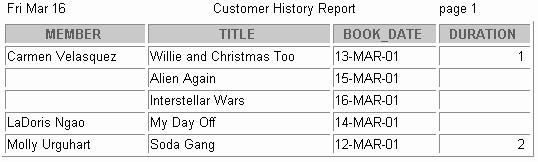 Fri Mar 16 Customer History Report page 1
MEMBER TITLE BOOK_DATE DURATION
Carmen Velasquez Willie and Christmas Too 13-MAR-01 1
Alien Again 15-MAR-01
Interstellar Wars 16-MAR-01
LaDoris Ngao My Day Off 14-MAR-01
Molly Urguhart Soda Gang 12-MAR-01 2